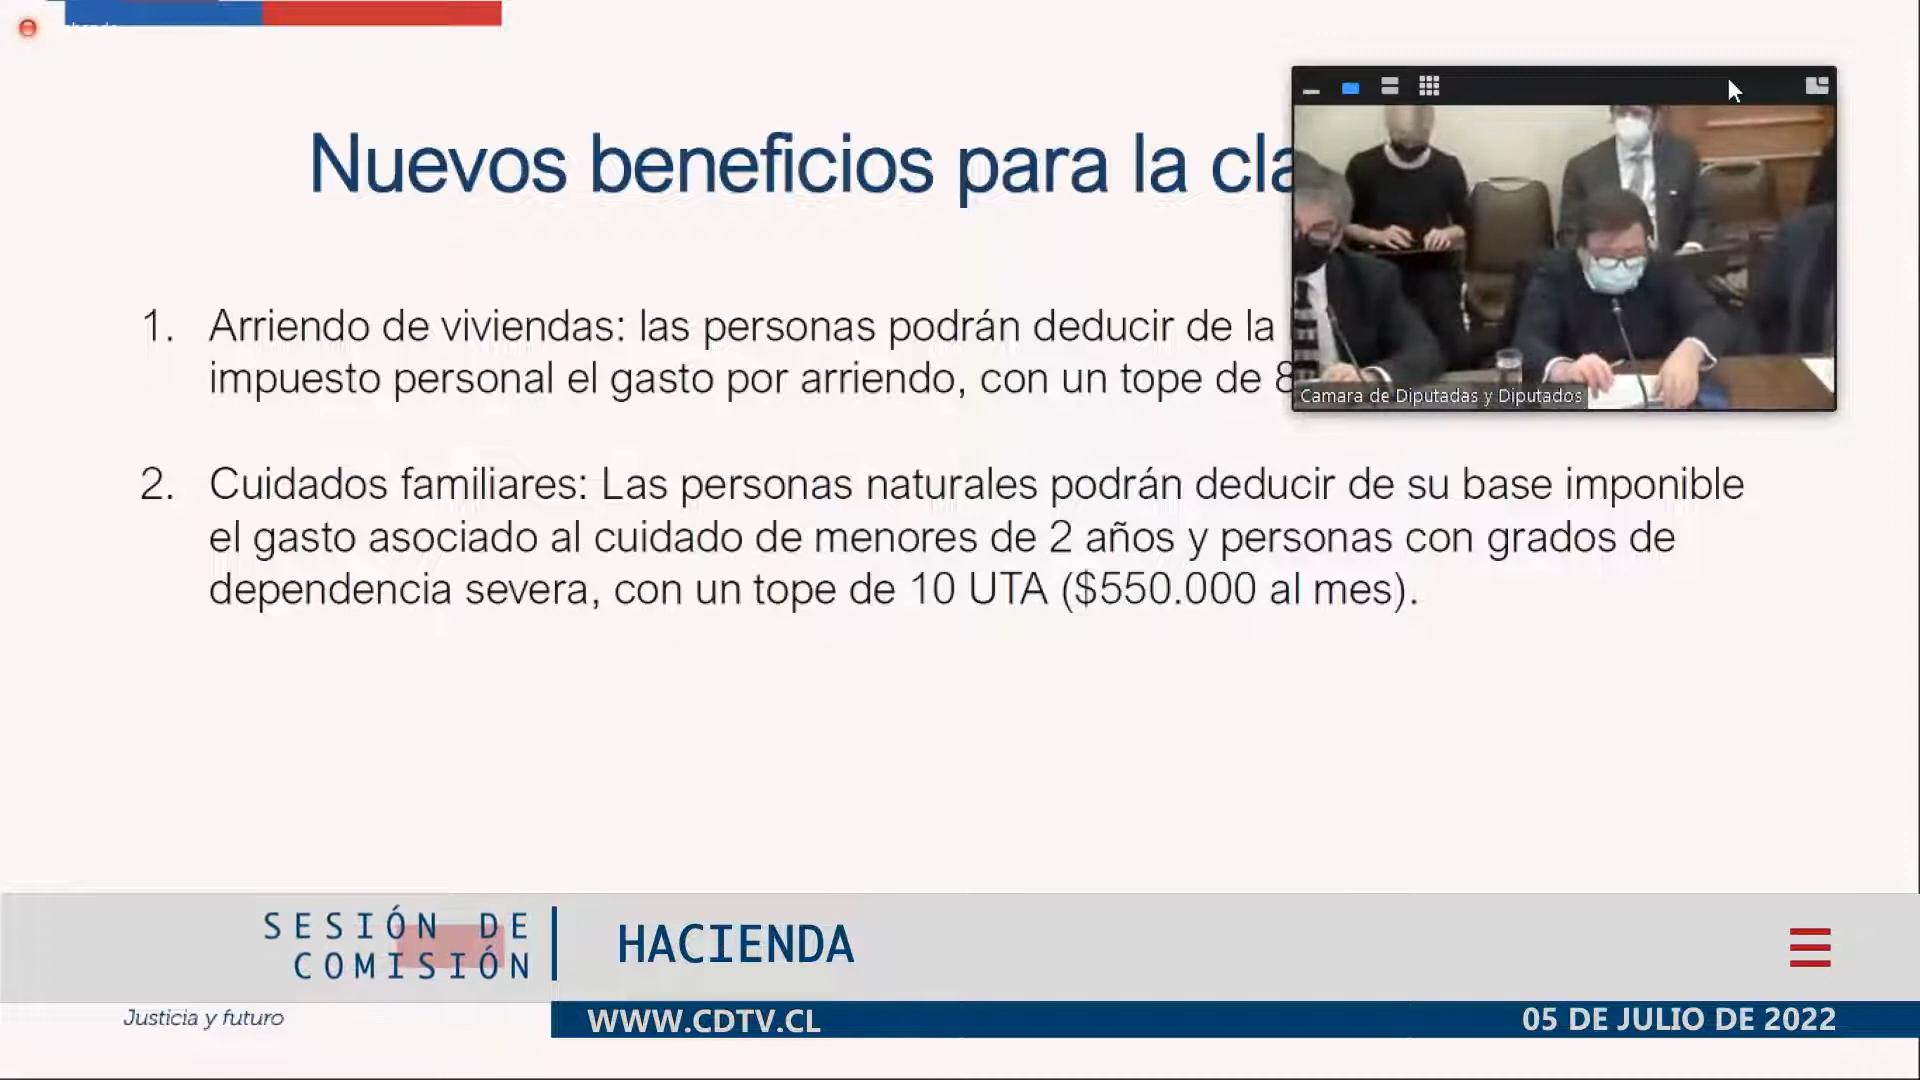 Nuevos beneficios para la cla
1. Arriendo de viviendas: las personas podrán deducir de la
impuesto personal el gasto por arriendo, con un tope de 8
Camara de Diputadas y Diputados
2. Cuidados familiares: Las personas naturales podrán deducir de su base imponible
el gasto asociado al cuidado de menores de 2 años y personas con grados de
dependencia severa, con un tope de 10 UTA ($550.000 al mes).
SESIÓN DE
COMISIÓN
HACIENDA
Justicia y futuro
WWW.CDTV.CL
05 DE JULIO DE 2022